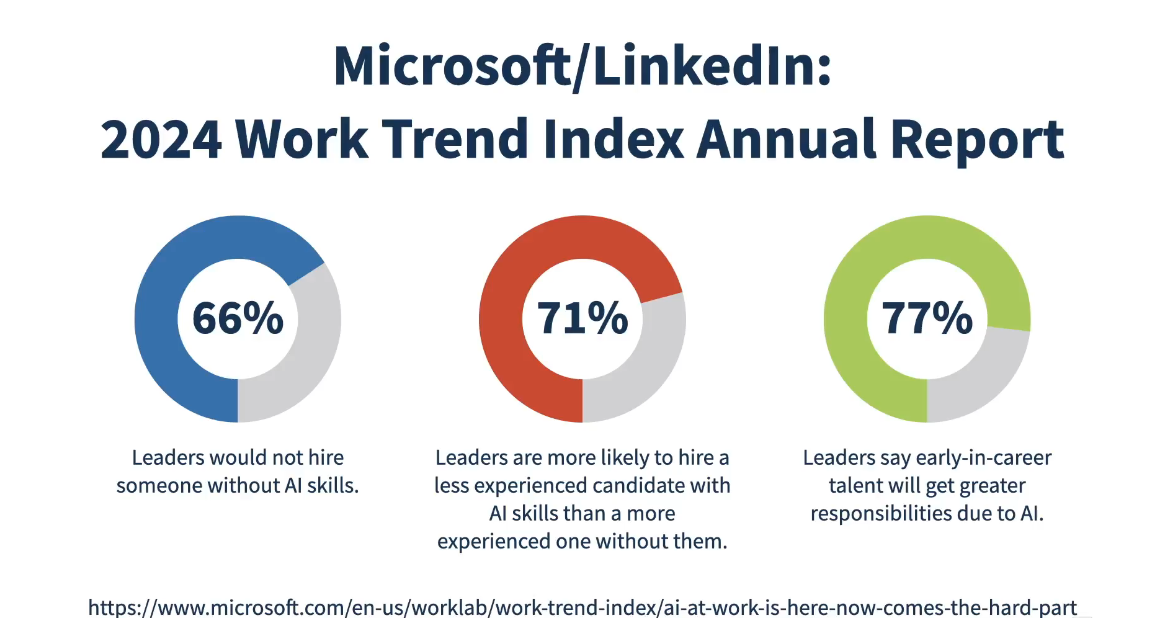 Microsoft/LinkedIn:
2024 Work Trend Index Annual Report
66%
71%
77%
Leaders would not hire
someone without AI skills.
Leaders are more likely to hire a
less experienced candidate with
AI skills than a more
experienced one without them.
Leaders say early-in-career
talent will get greater
responsibilities due to AI.
https://www.microsoft.com/en-us/worklab/work-trend-index/ai-at-work-is-here-now-comes-the-hard-part